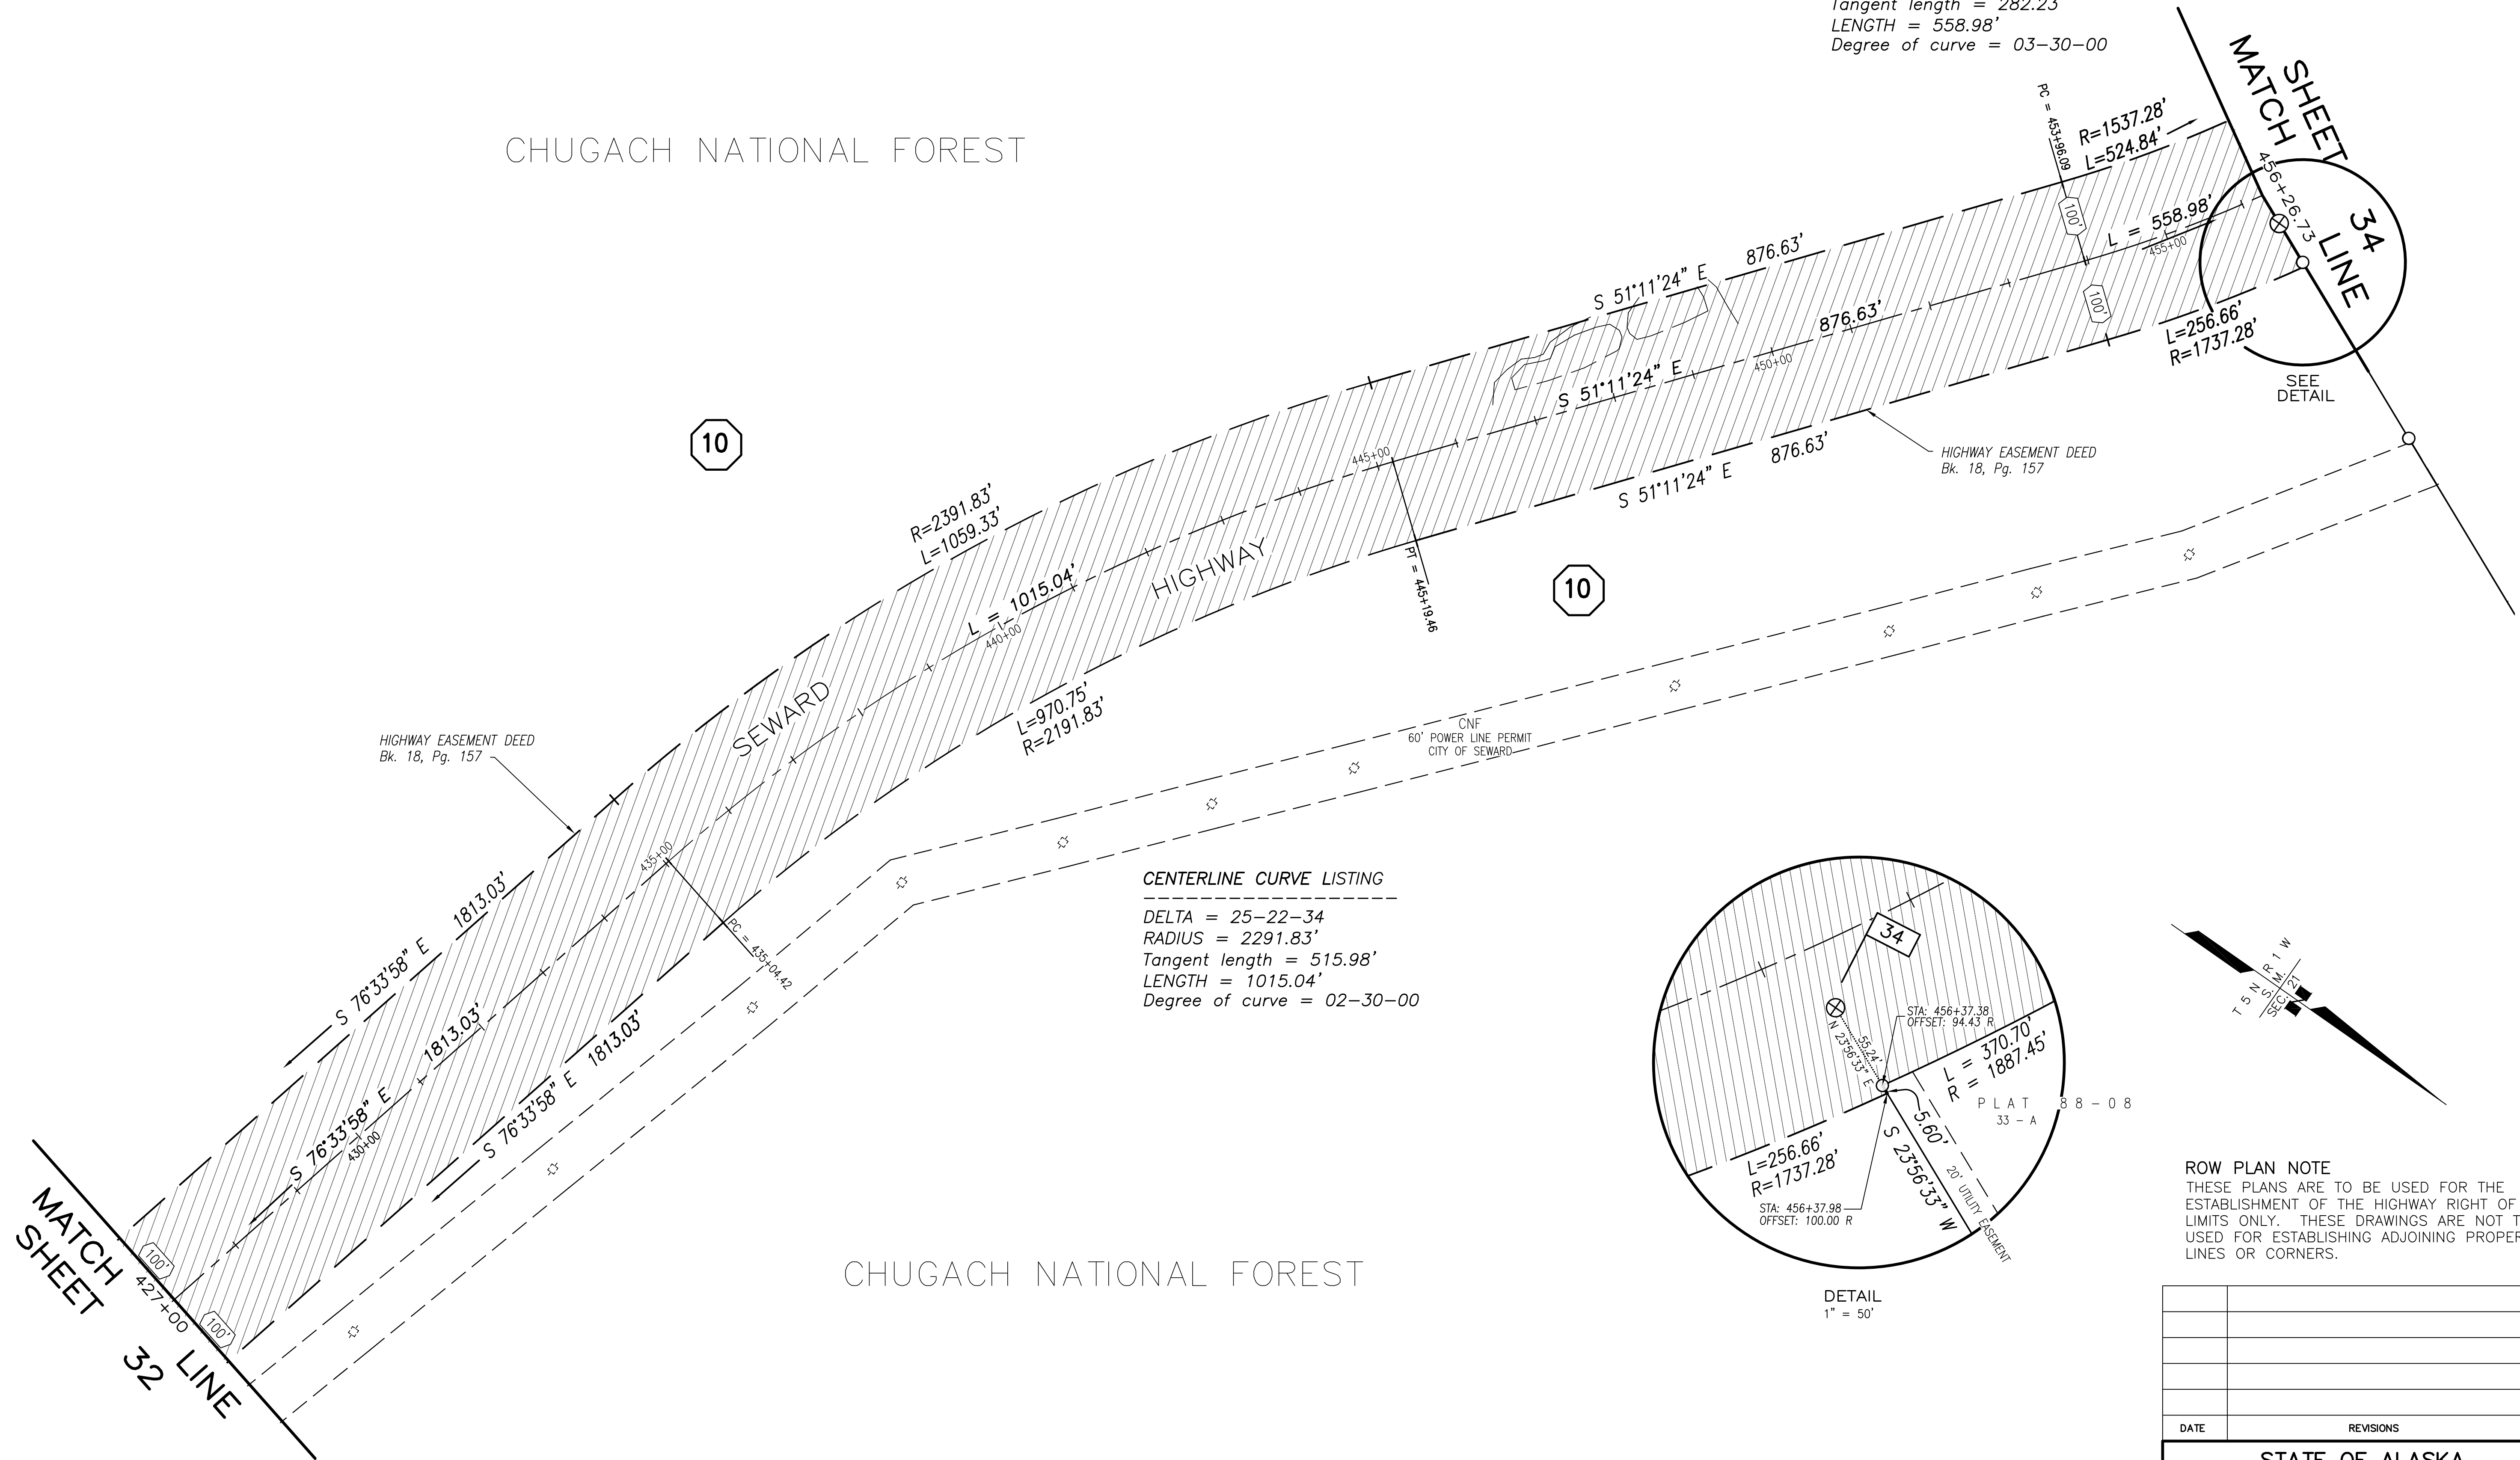 Tangent length = 282.23'
LENGTH = 558.98'
Degree of curve = 03-30-00
SHEET 34
MATCH LINE
456+26.73
PC = 453+96.09
R=1537.28'
L=524.84'
100'
L = 558.98'
455+00
100'
L=256.66'
R=1737.28'
SEE
DETAIL
CHUGACH NATIONAL FOREST
S 51°11'24" E 876.63'
876.63'
S 51°11'24" E
450+00
S 51°11'24" E 876.63'
HIGHWAY EASEMENT DEED
Bk. 18, Pg. 157
10
445+00
PT = 445+19.46
10
R=2391.83'
L=1059.33'
L = 1015.04'
440+00
SEWARD HIGHWAY
L=970.75'
R=2191.83'
CNF
60' POWER LINE PERMIT
CITY OF SEWARD
HIGHWAY EASEMENT DEED
Bk. 18, Pg. 157
435+00
PC = 435+04.42
S 76°33'58" E 1813.03'
S 76°33'58" E 1813.03'
430+00
S 76°33'58" E 1813.03'
100'
427+00
100'
MATCH LINE
SHEET 32
CENTERLINE CURVE LISTING
------------------
DELTA = 25-22-34
RADIUS = 2291.83'
Tangent length = 515.98'
LENGTH = 1015.04'
Degree of curve = 02-30-00
CHUGACH NATIONAL FOREST
34
STA: 456+37.38
OFFSET: 94.43 R
55.24'
N 23°56'33" E
L = 370.70'
R = 1887.45'
PLAT 88-08
33 - A
5.60'
S 23°56'33" W
20' UTILITY EASEMENT
L=256.66'
R=1737.28'
STA: 456+37.98
OFFSET: 100.00 R
DETAIL
1" = 50'
T 5 N R 1 W
S. M.
SEC. 21
ROW PLAN NOTE
THESE PLANS ARE TO BE USED FOR THE
ESTABLISHMENT OF THE HIGHWAY RIGHT OF
LIMITS ONLY. THESE DRAWINGS ARE NOT T
USED FOR ESTABLISHING ADJOINING PROPER
LINES OR CORNERS.
DATE REVISIONS
STATE OF ALASKA